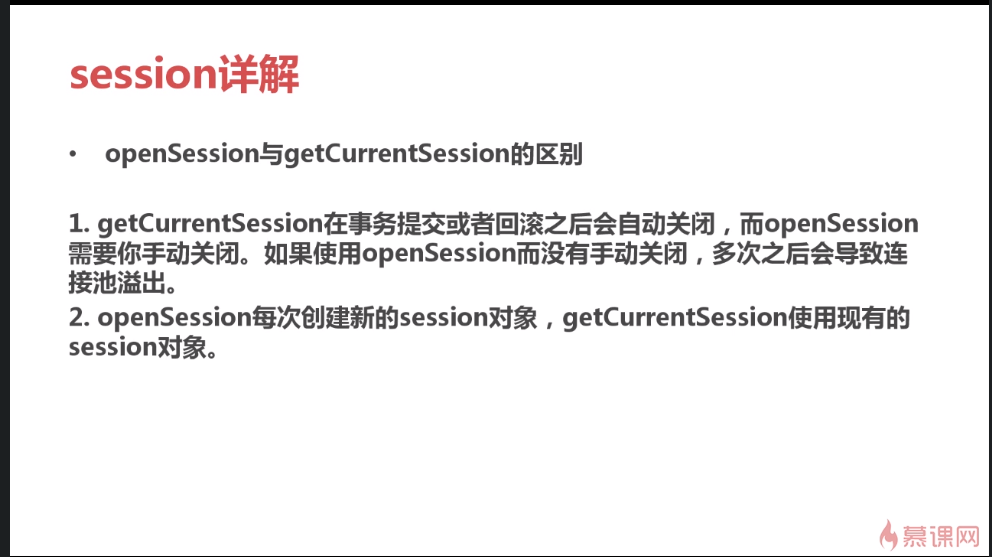 session详解
• openSession与getCurrentSession的区别
1. getCurrentSession在事务提交或者回滚之后会自动关闭，而openSession
需要你手动关闭。如果使用openSession而没有手动关闭，多次之后会导致连
接池溢出。
2. openSession每次创建新的session对象，getCurrentSession使用现有的
session对象。
慕课网